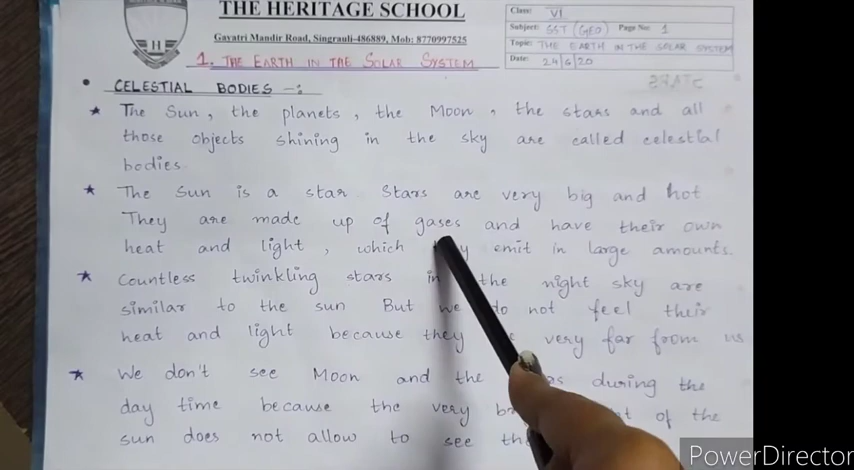 THE HERITAGE SCHOOL
Gayatri Mandir Road, Singrauli-486889, Mob: 8770997525
Class: VI
Subject: SST (GEO) Page No: 1
Topic: THE EARTH IN THE SOLAR SYSTEM
Date: 24/6/20
1. THE EARTH IN THE SOLAR SYSTEM
• CELESTIAL BODIES -:
★ The Sun, the planets, the Moon, the stars and all
those objects shining in the sky are called celestial
bodies
★ The Sun is a star Stars are very big and hot
They are made up of gases and have their own
heat and light, which they emit in large amounts.
★ Countless twinkling stars in the night sky are
similar to the sun But we do not feel their
heat and light because they very far from us
★ We don't see Moon and the during the
day time because the very of the
sun does not allow to see
PowerDirector